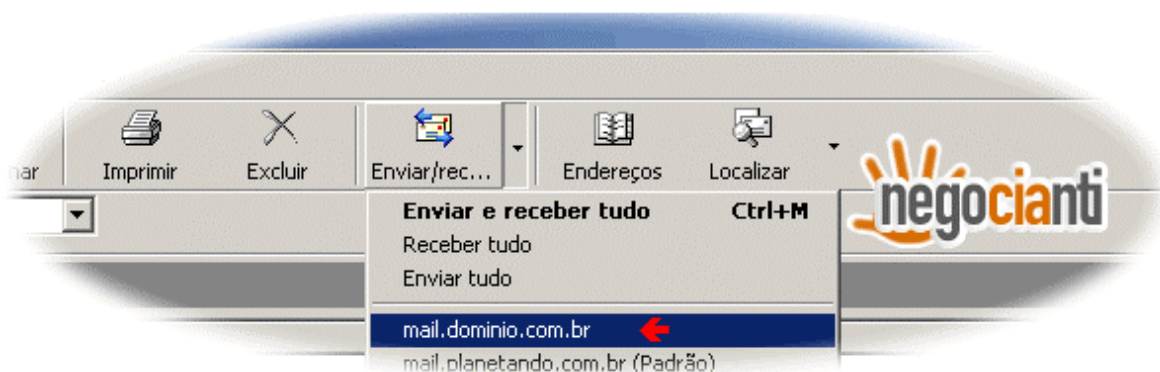 Imprimir Excluir Enviar/rec... Endereços Localizar
negocianti
Enviar e receber tudo Ctrl+M
Receber tudo
Enviar tudo
mail.dominio.com.br
mail.planetando.com.br (Padrão)